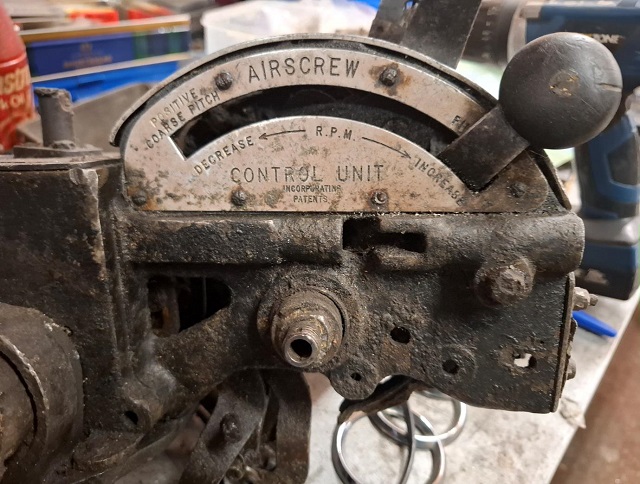 AIRSCREW
POSITIVE
COARSE PITCH
DECREASE
R.P.M.
INCREASE
CONTROL UNIT
INCORPORATING
PATENTS